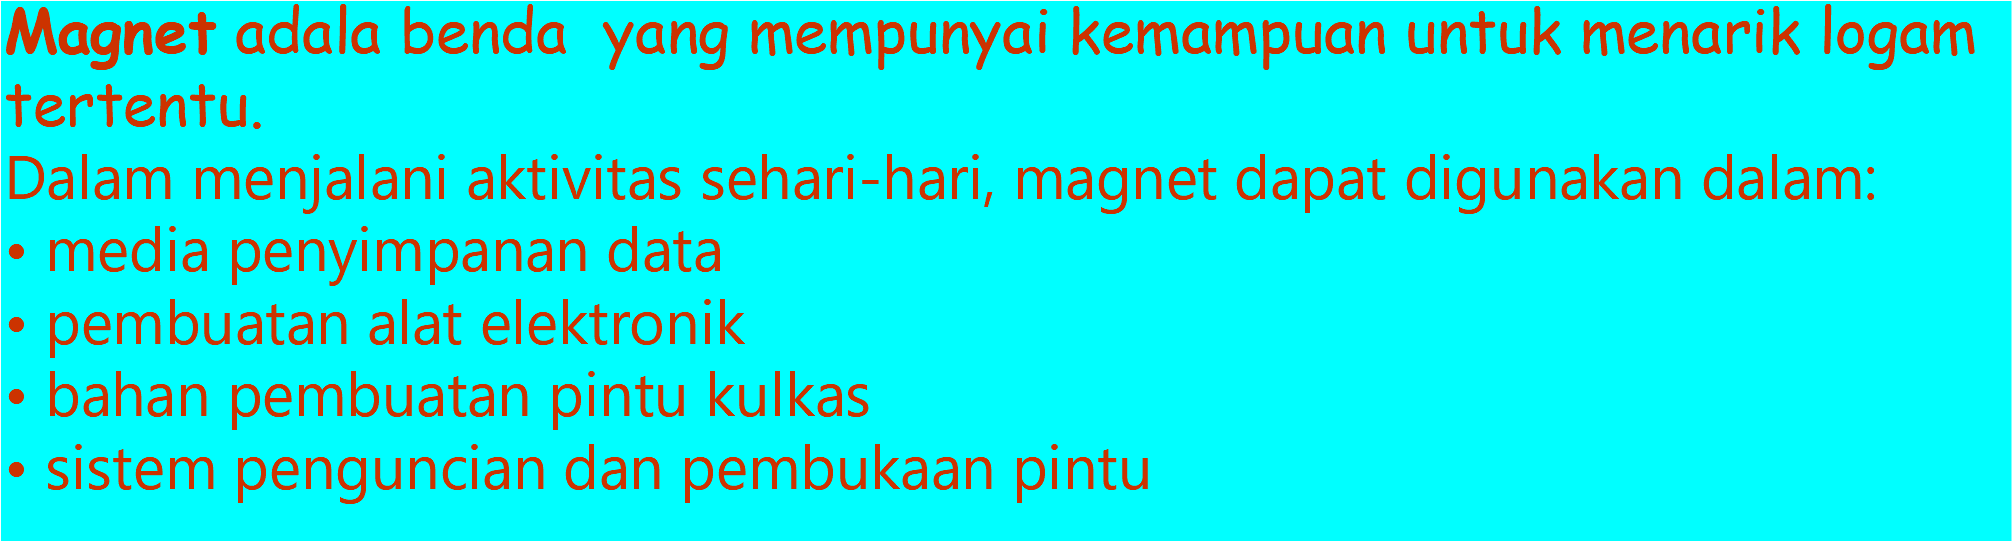 Magnet adala benda  yang mempunyai kemampuan untuk menarik logam
tertentu.
Dalam menjalani aktivitas sehari-hari, magnet dapat digunakan dalam:
• media penyimpanan data
• pembuatan alat elektronik
• bahan pembuatan pintu kulkas
• sistem penguncian dan pembukaan pintu